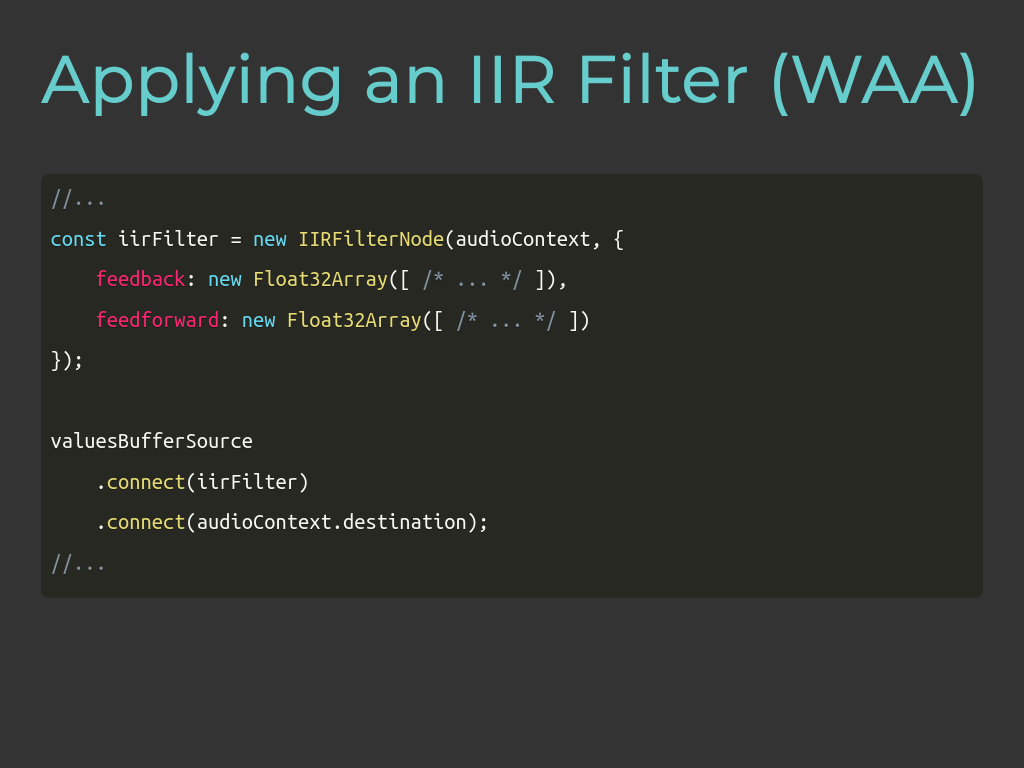 Applying an IIR Filter (WAA)
//...
const iirFilter = new IIRFilterNode(audioContext, {
    feedback: new Float32Array([ /* ... */ ]),
    feedforward: new Float32Array([ /* ... */ ])
});

valuesBufferSource
    .connect(iirFilter)
    .connect(audioContext.destination);
//...